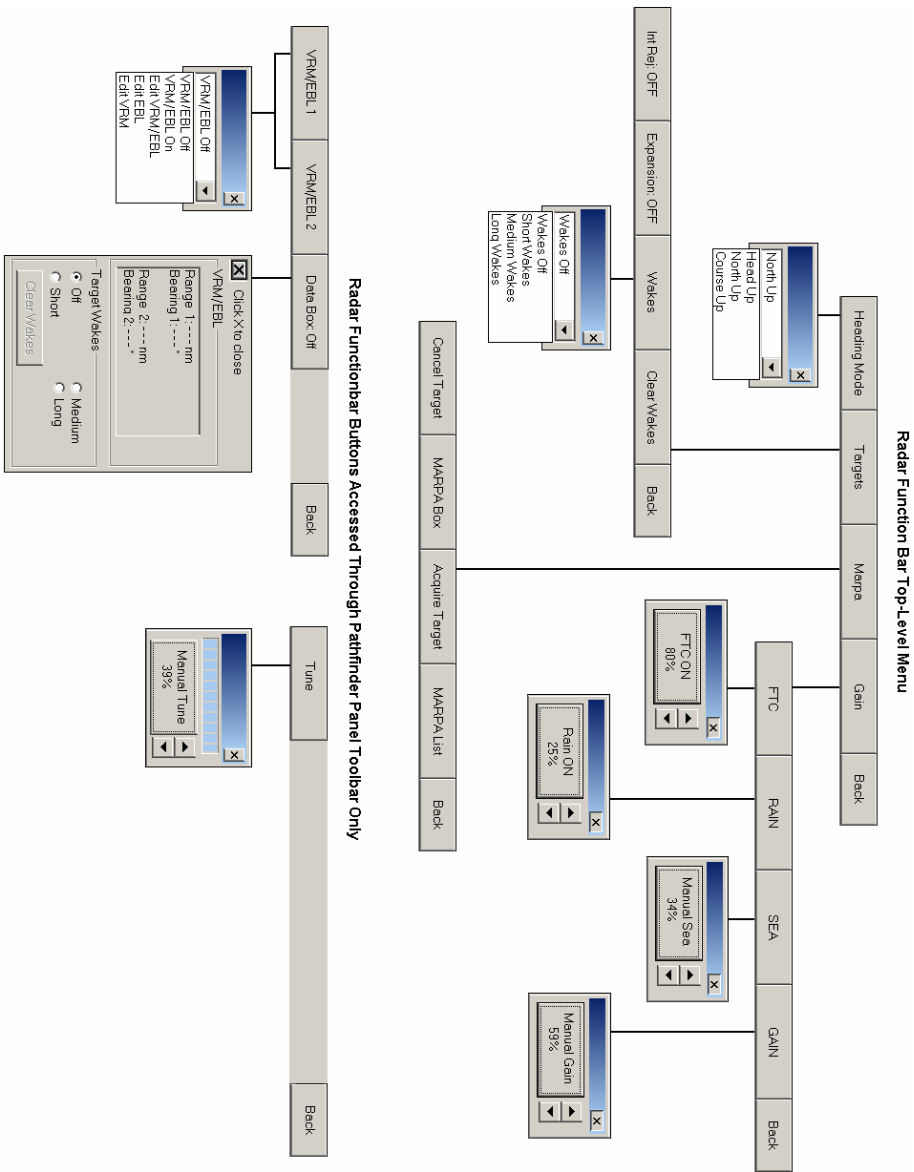 Radar Function Bar Top-Level Menu
Heading Mode
Targets
Marpa
Gain
Back
North Up
Head Up
North Up
Course Up
FTC
RAIN
SEA
GAIN
Back
FTC ON
80%
Rain ON
25%
Manual Sea
34%
Manual Gain
59%
Int Rej: OFF
Expansion: OFF
Wakes
Clear Wakes
Back
Wakes Off
Wakes Off
Short Wakes
Medium Wakes
Long Wakes
Cancel Target
MARPA Box
Acquire Target
MARPA List
Back
Radar Functionbar Buttons Accessed Through Pathfinder Panel Toolbar Only
VRM/EBL 1
VRM/EBL 2
Data Box: Off
Back
VRM/EBL Off
VRM/EBL Off
VRM/EBL On
Edit VRM/EBL
Edit EBL
Edit VRM
Click X to close
VRM/EBL
Range 1:--- nm
Bearing 1:---°
Range 2:--- nm
Bearing 2:---°
Target Wakes
Off
Medium
Short
Long
Clear Wakes
Tune
Back
Manual Tune
39%